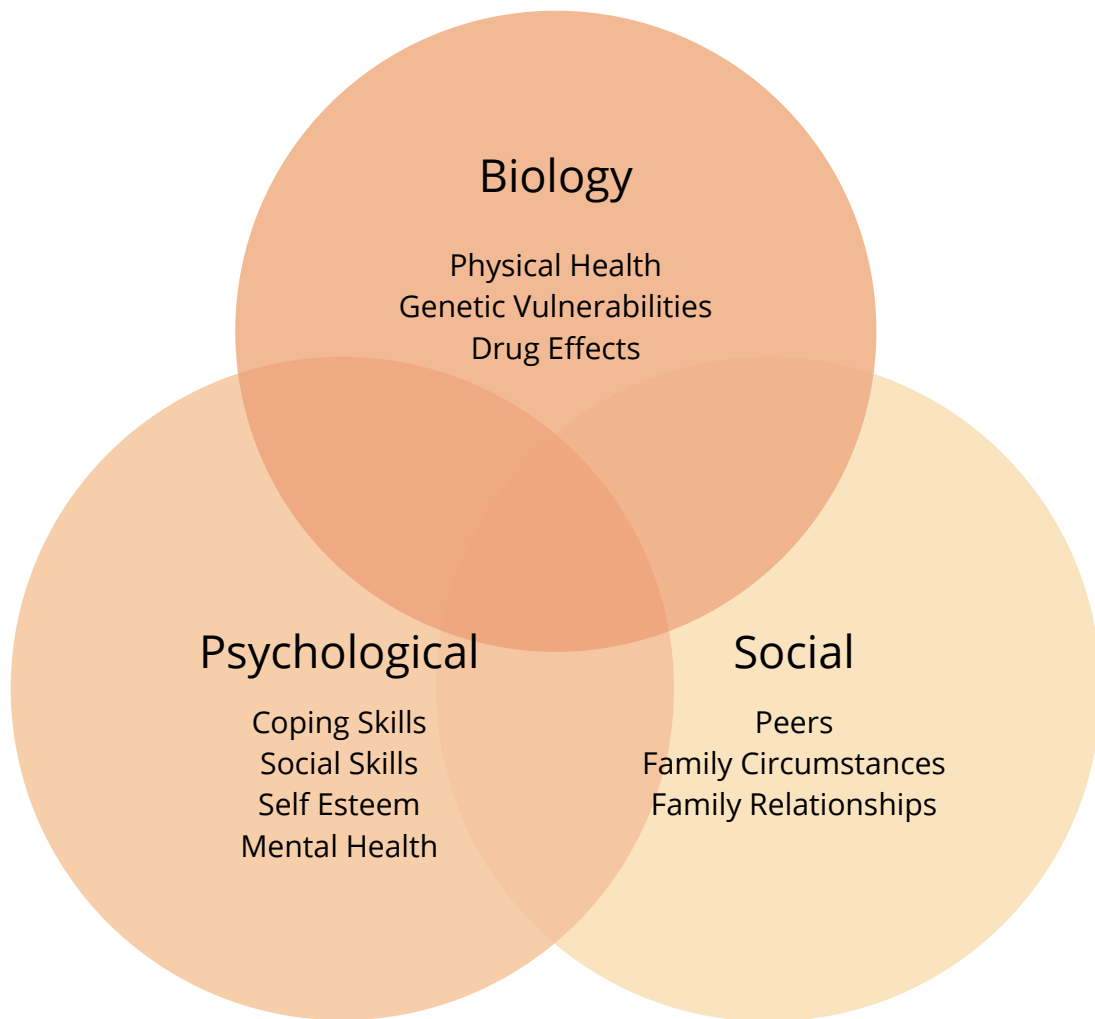 Biology
Physical Health
Genetic Vulnerabilities
Drug Effects
Psychological
Coping Skills
Social Skills
Self Esteem
Mental Health
Social
Peers
Family Circumstances
Family Relationships